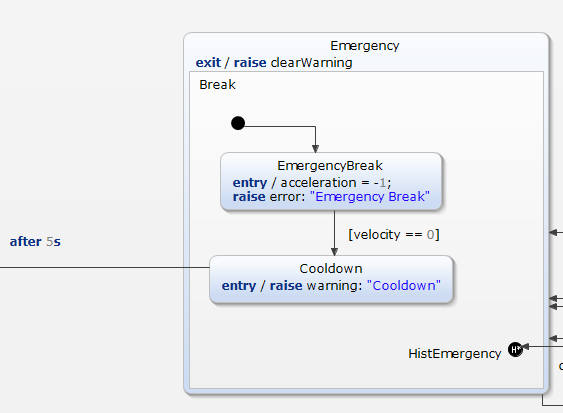 Emergency
exit / raise clearWarning
Break
EmergencyBreak
entry / acceleration = -1;
raise error: "Emergency Break"
[velocity == 0]
after 5s
Cooldown
entry / raise warning: "Cooldown"
HistEmergency H*